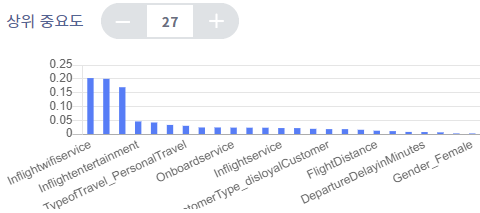 상위 중요도
−
27
+
0.25
0.20
0.15
0.10
0.05
0
Inflightwifiservice
Inflightentertainment
TypeofTravel_PersonalTravel
Onboardservice
Inflightservice
stomerType_disloyalCustomer
FlightDistance
DepartureDelayinMinutes
Gender_Female